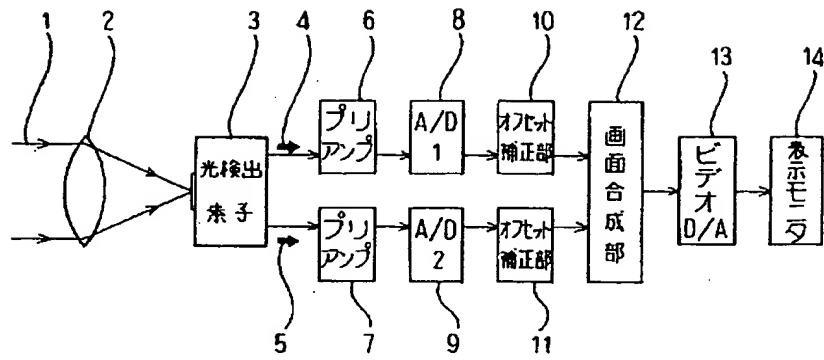 1
2
3
4
6
8
10
12
13
14
光検出
素子
プリ
アンプ
A/D
1
オフセット
補正部
プリ
アンプ
A/D
2
オフセット
補正部
画面合成部
ビデオ
D/A
表示モニタ
5
7
9
11